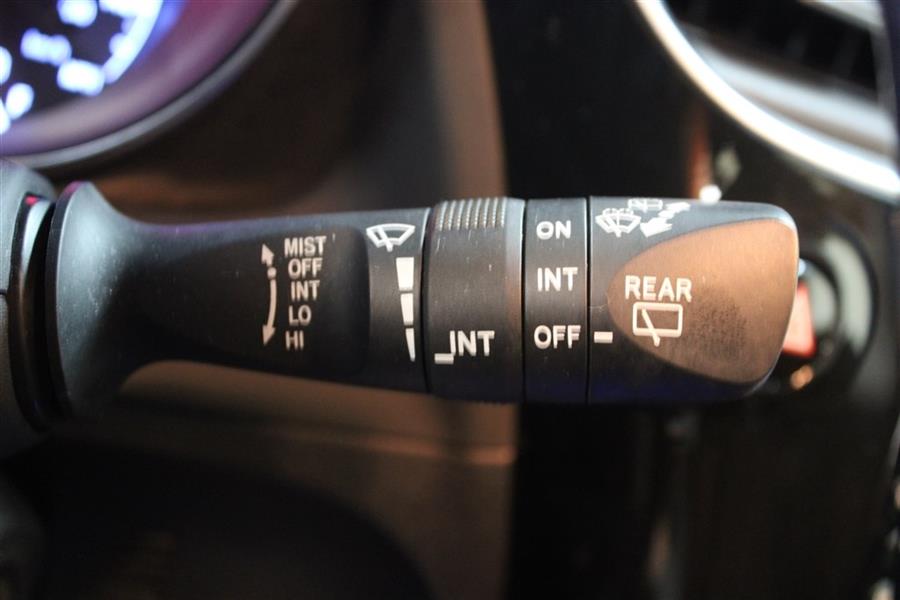 MIST
OFF
INT
LO
HI
INT
ON
INT
OFF
REAR